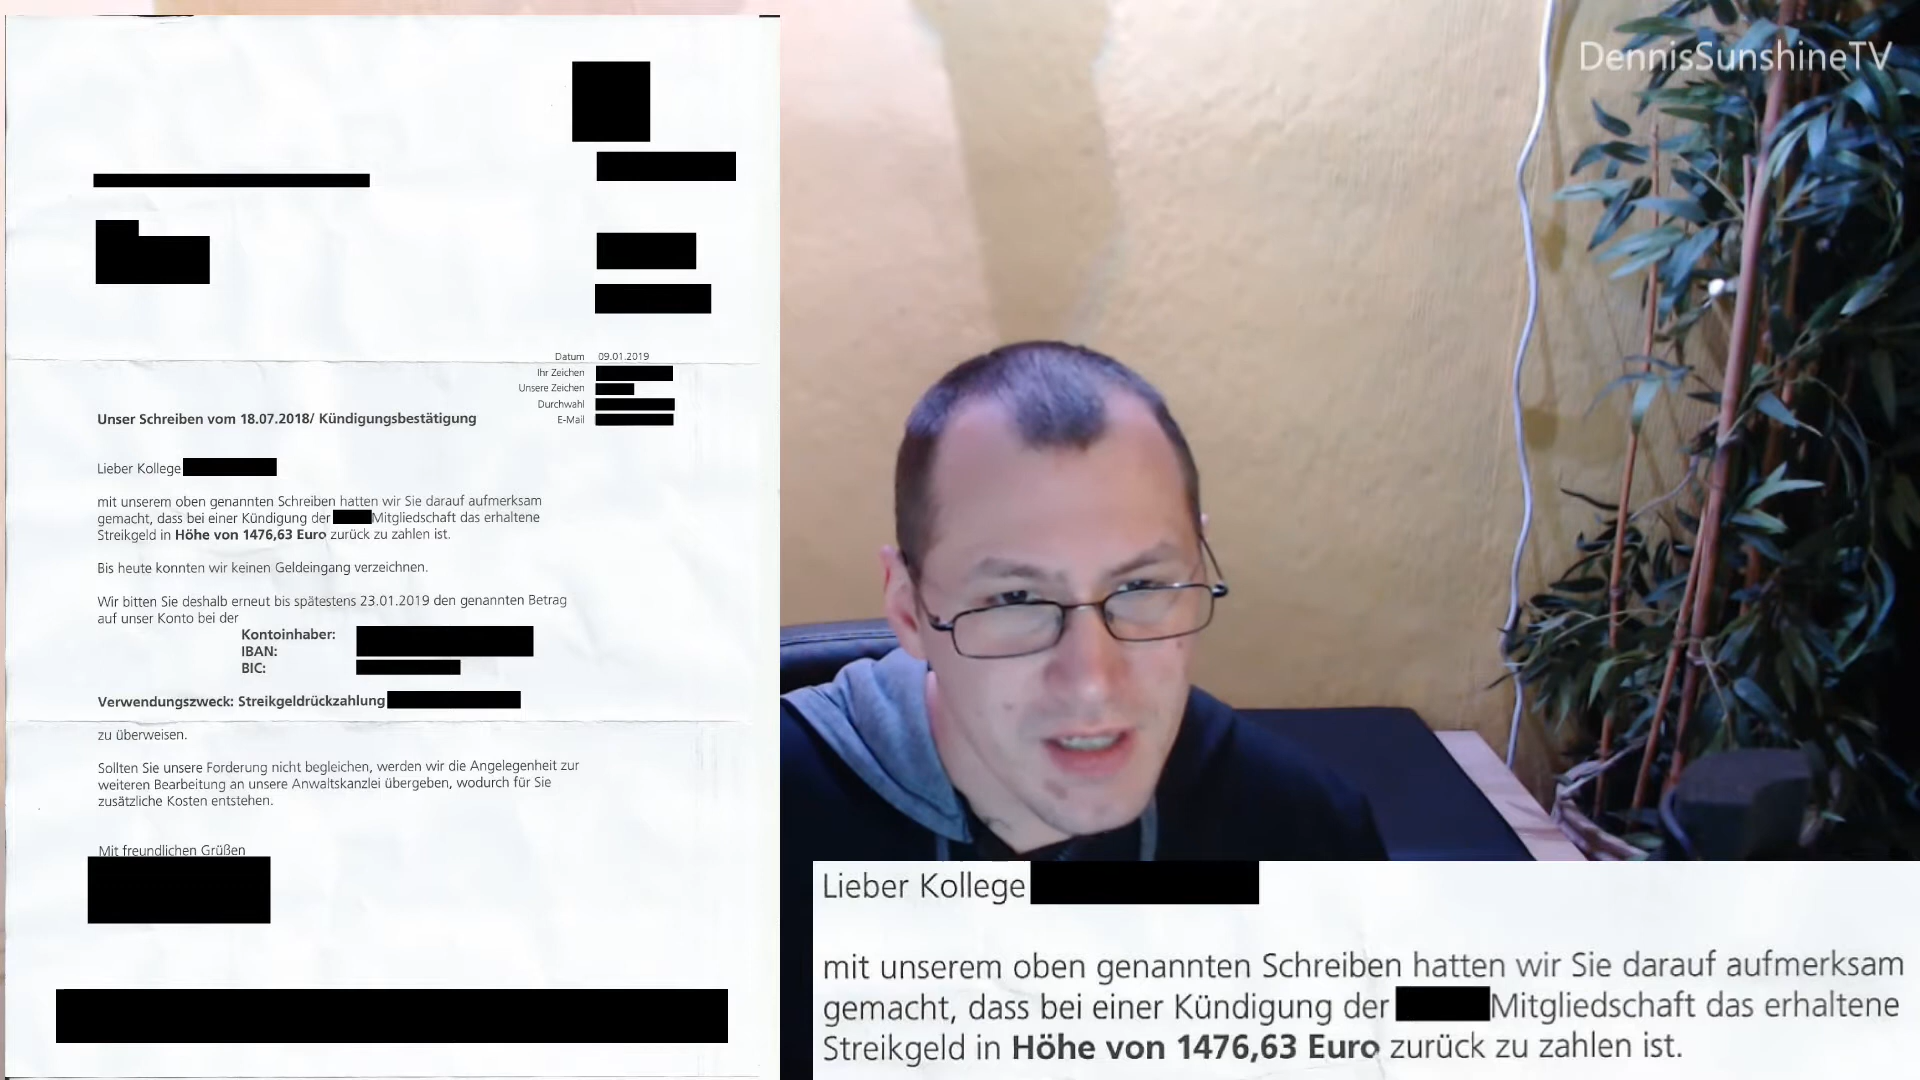 DennisSunshineTV
Datum 09.01.2019
Ihr Zeichen
Unsere Zeichen
Durchwahl
E-Mail
Unser Schreiben vom 18.07.2018/ Kündigungsbestätigung
Lieber Kollege
mit unserem oben genannten Schreiben hatten wir Sie darauf aufmerksam
gemacht, dass bei einer Kündigung der Mitgliedschaft das erhaltene
Streikgeld in Höhe von 1476,63 Euro zurück zu zahlen ist.
Bis heute konnten wir keinen Geldeingang verzeichnen.
Wir bitten Sie deshalb erneut bis spätestens 23.01.2019 den genannten Betrag
auf unser Konto bei der
Kontoinhaber:
IBAN:
BIC:
Verwendungszweck: Streikgeldrückzahlung
zu überweisen.
Sollten Sie unsere Forderung nicht begleichen, werden wir die Angelegenheit zur
weiteren Bearbeitung an unsere Anwaltskanzlei übergeben, wodurch für Sie
zusätzliche Kosten entstehen.
Mit freundlichen Grüßen
Lieber Kollege
mit unserem oben genannten Schreiben hatten wir Sie darauf aufmerksam
gemacht, dass bei einer Kündigung der Mitgliedschaft das erhaltene
Streikgeld in Höhe von 1476,63 Euro zurück zu zahlen ist.